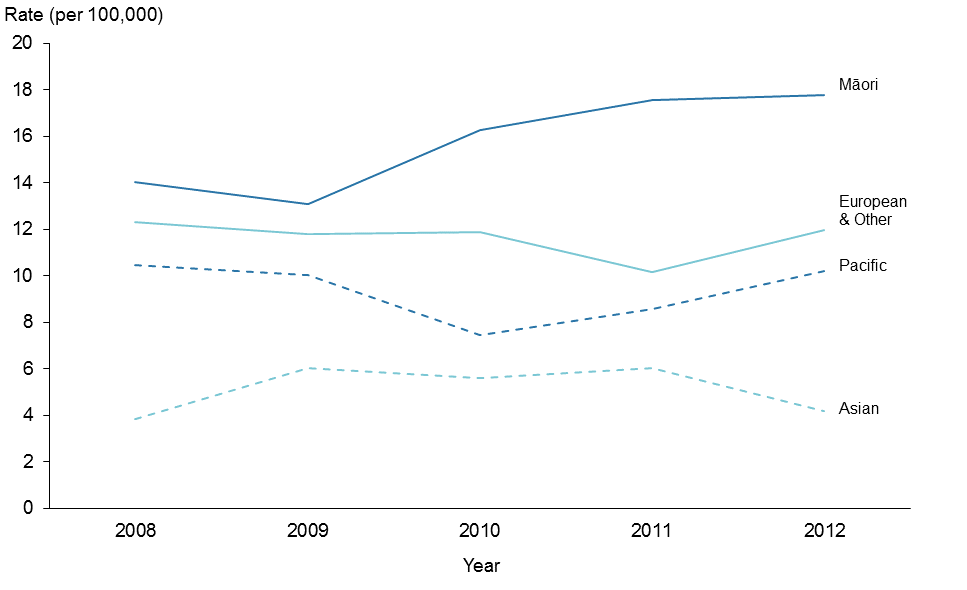 Rate (per 100,000)
20
18
Māori
16
14
European
& Other
12
Pacific
10
8
6
Asian
4
2
0
2008 2009 2010 2011 2012
Year